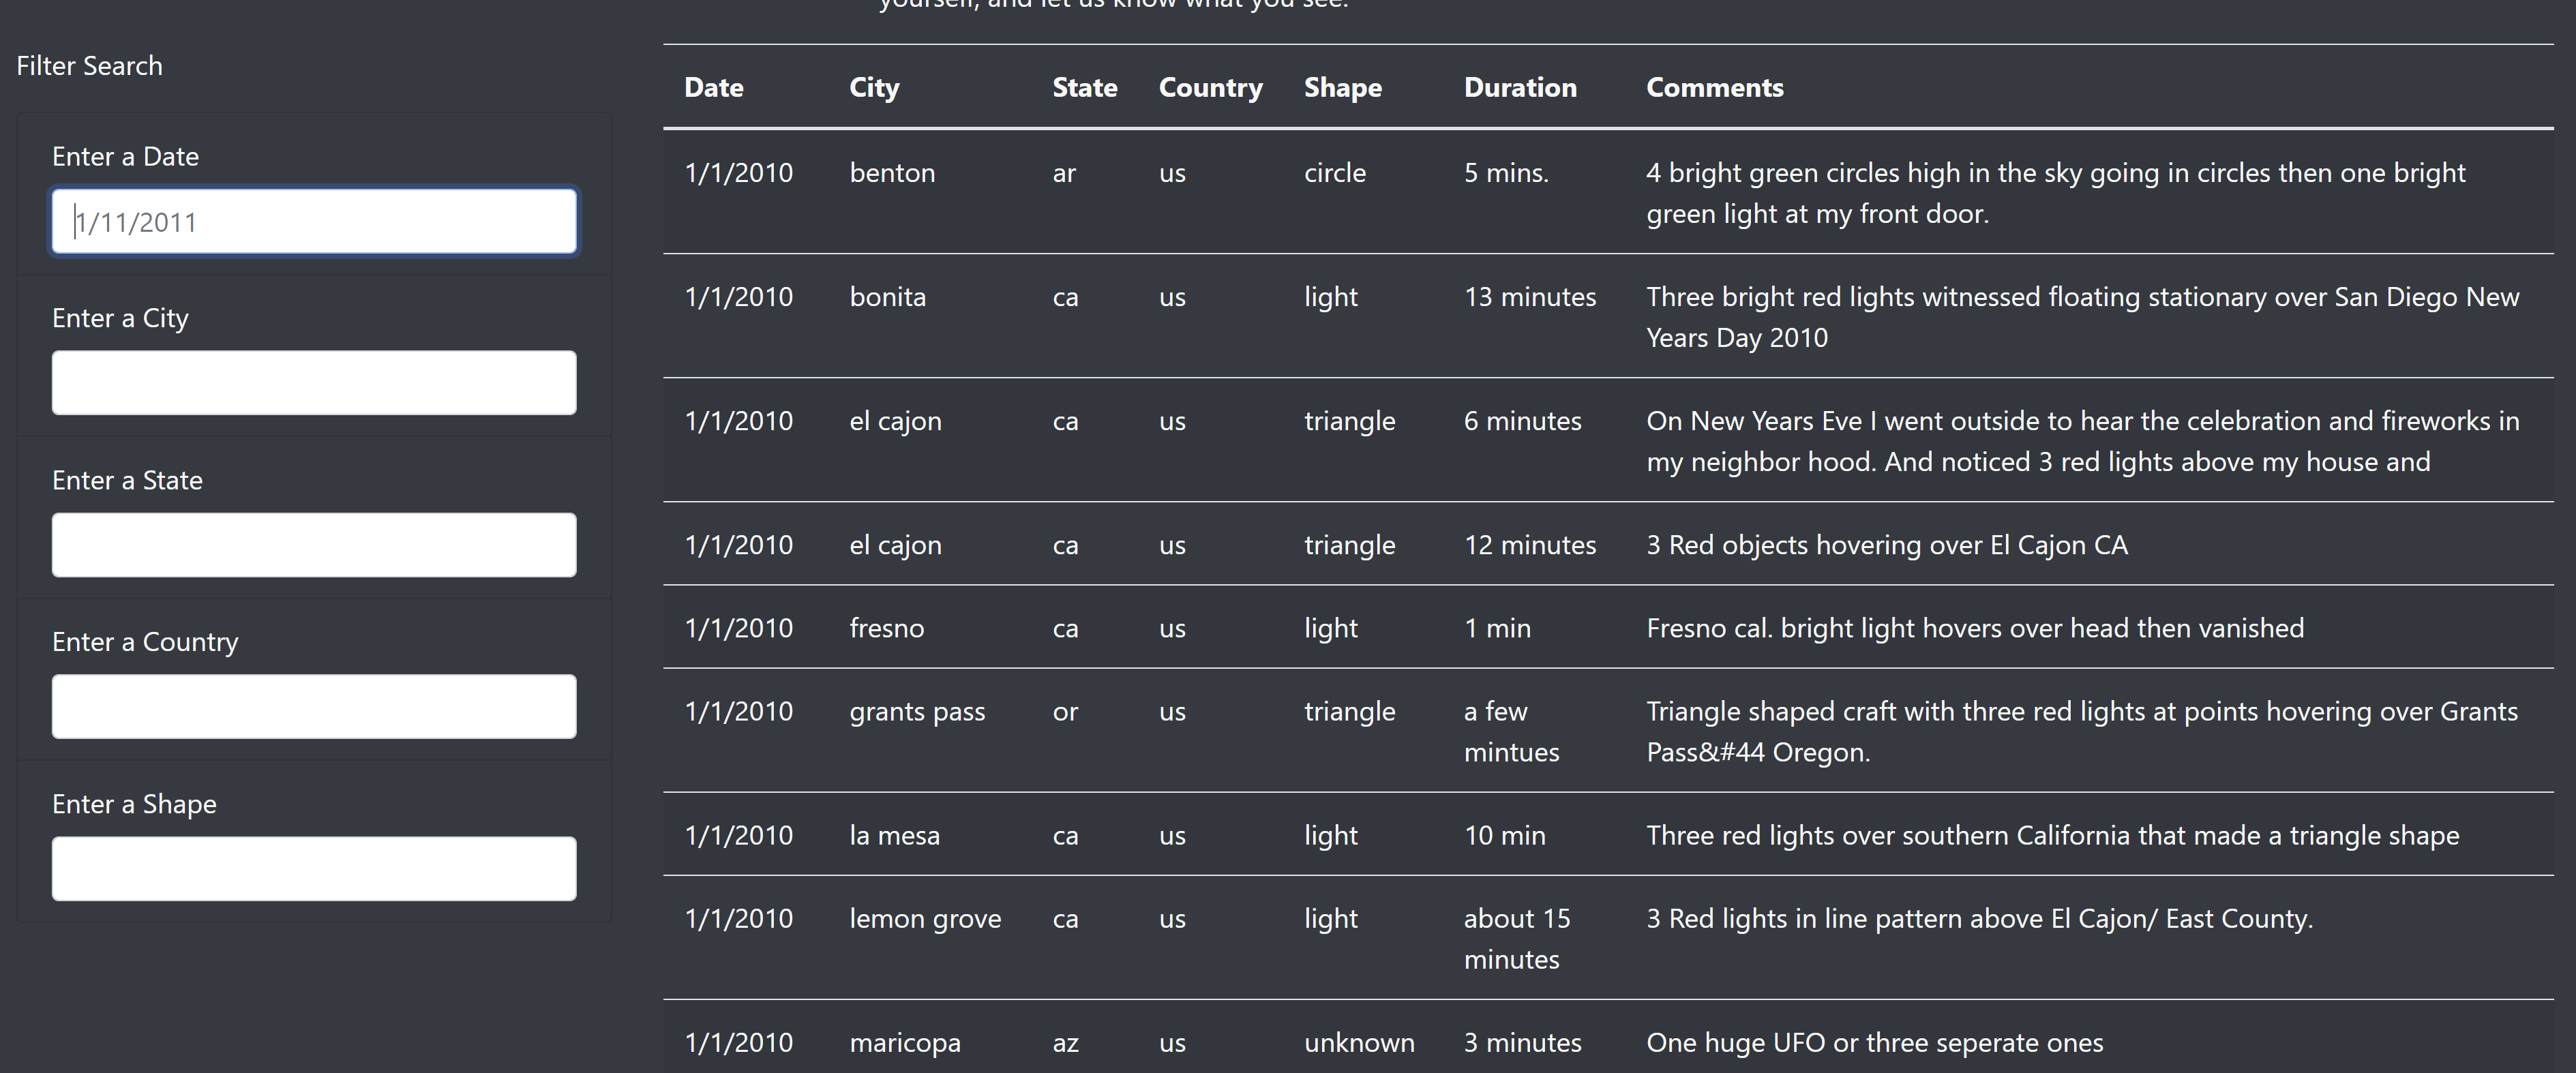 yourself, and let us know what you see.
Filter Search
Enter a Date
1/11/2011
Enter a City
Enter a State
Enter a Country
Enter a Shape
Date City State Country Shape Duration Comments
1/1/2010 benton ar us circle 5 mins. 4 bright green circles high in the sky going in circles then one bright
green light at my front door.
1/1/2010 bonita ca us light 13 minutes Three bright red lights witnessed floating stationary over San Diego New
Years Day 2010
1/1/2010 el cajon ca us triangle 6 minutes On New Years Eve I went outside to hear the celebration and fireworks in
my neighbor hood. And noticed 3 red lights above my house and
1/1/2010 el cajon ca us triangle 12 minutes 3 Red objects hovering over El Cajon CA
1/1/2010 fresno ca us light 1 min Fresno cal. bright light hovers over head then vanished
1/1/2010 grants pass or us triangle a few Triangle shaped craft with three red lights at points hovering over Grants
mintues Pass&#44 Oregon.
1/1/2010 la mesa ca us light 10 min Three red lights over southern California that made a triangle shape
1/1/2010 lemon grove ca us light about 15 3 Red lights in line pattern above El Cajon/ East County.
minutes
1/1/2010 maricopa az us unknown 3 minutes One huge UFO or three seperate ones